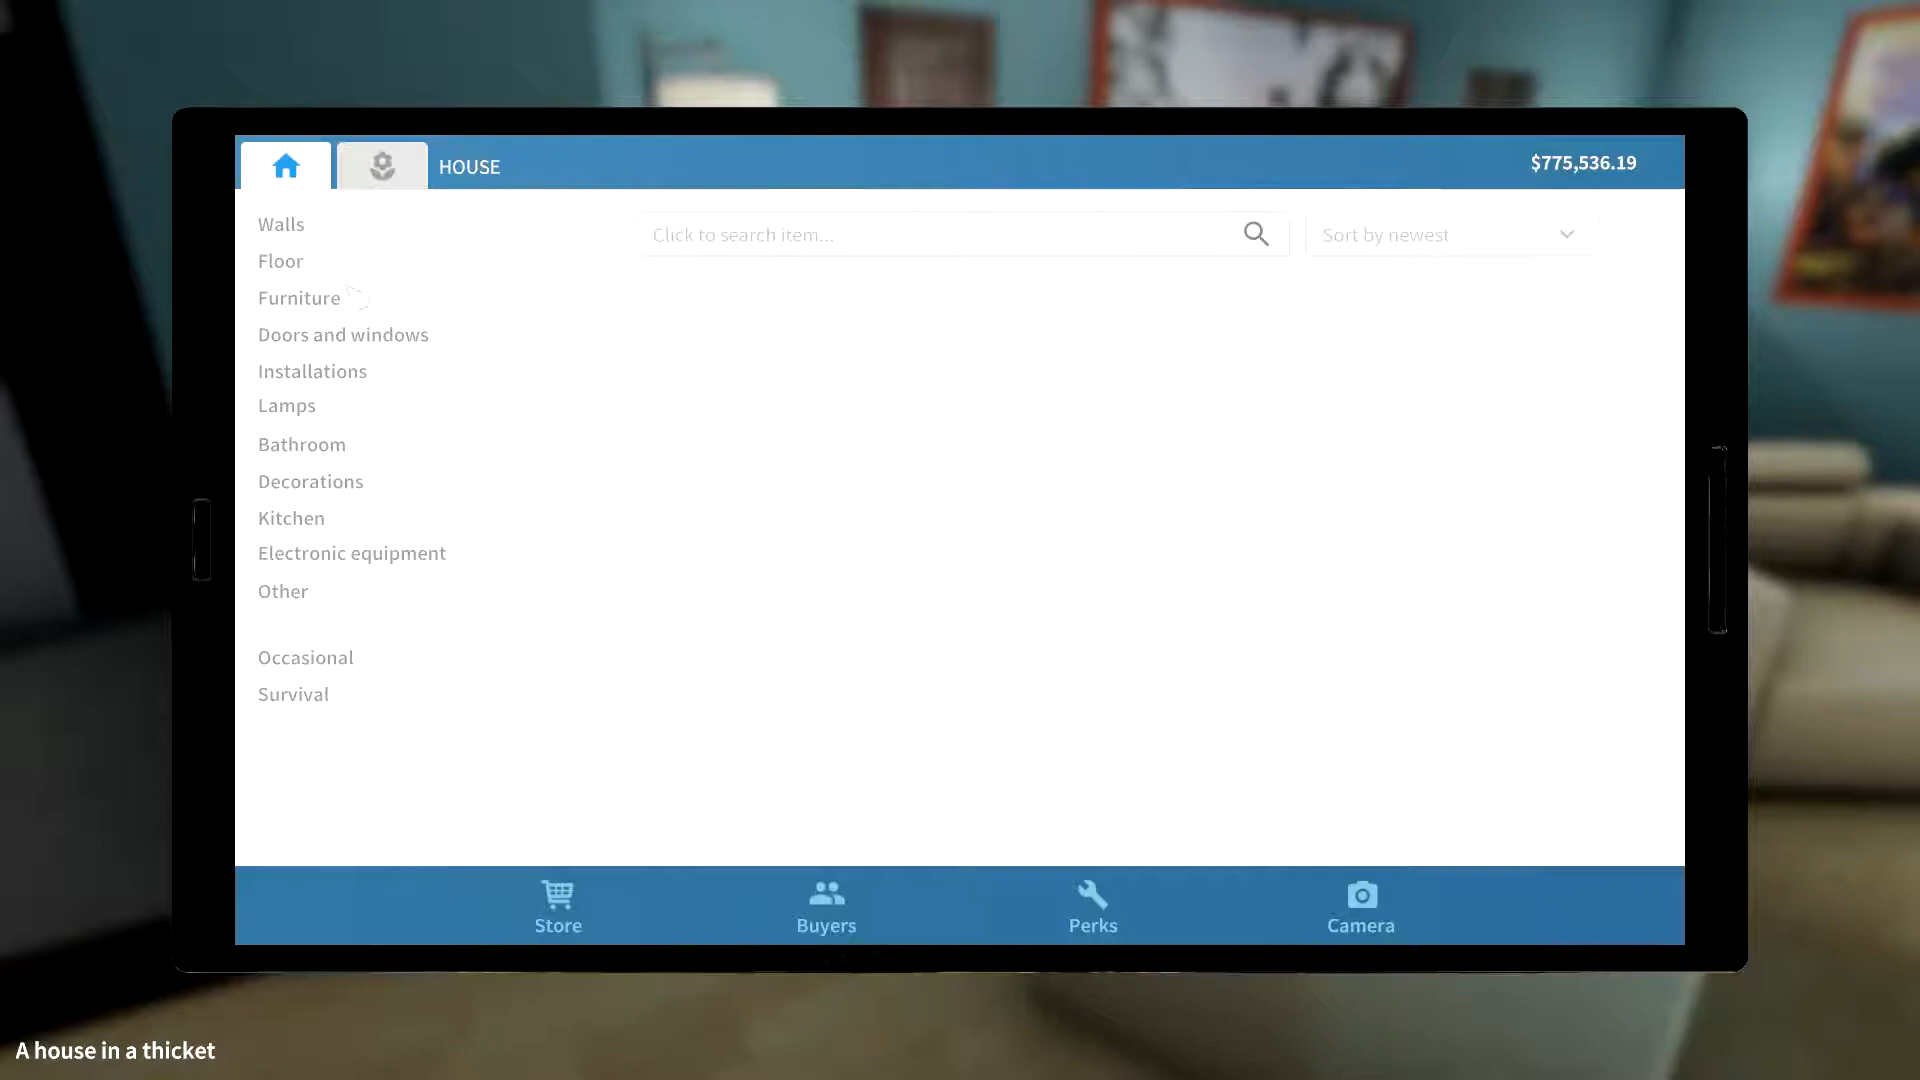 HOUSE
$775,536.19
Walls
Click to search item...
Sort by newest
Floor
Furniture
Doors and windows
Installations
Lamps
Bathroom
Decorations
Kitchen
Electronic equipment
Other
Occasional
Survival
Store
Buyers
Perks
Camera
A house in a thicket